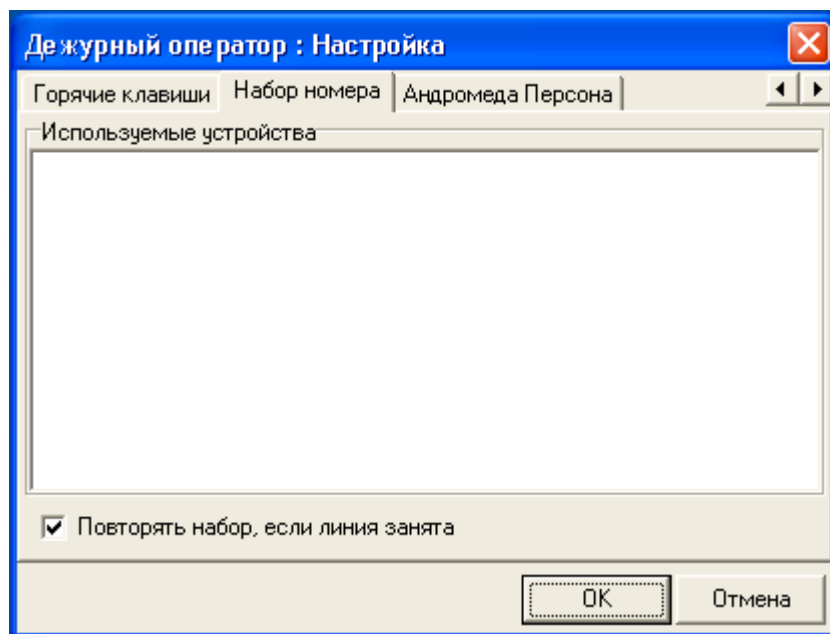 Дежурный оператор : Настройка
Горячие клавиши Набор номера Андромеда Персона
Используемые устройства
Повторять набор, если линия занята
OK Отмена